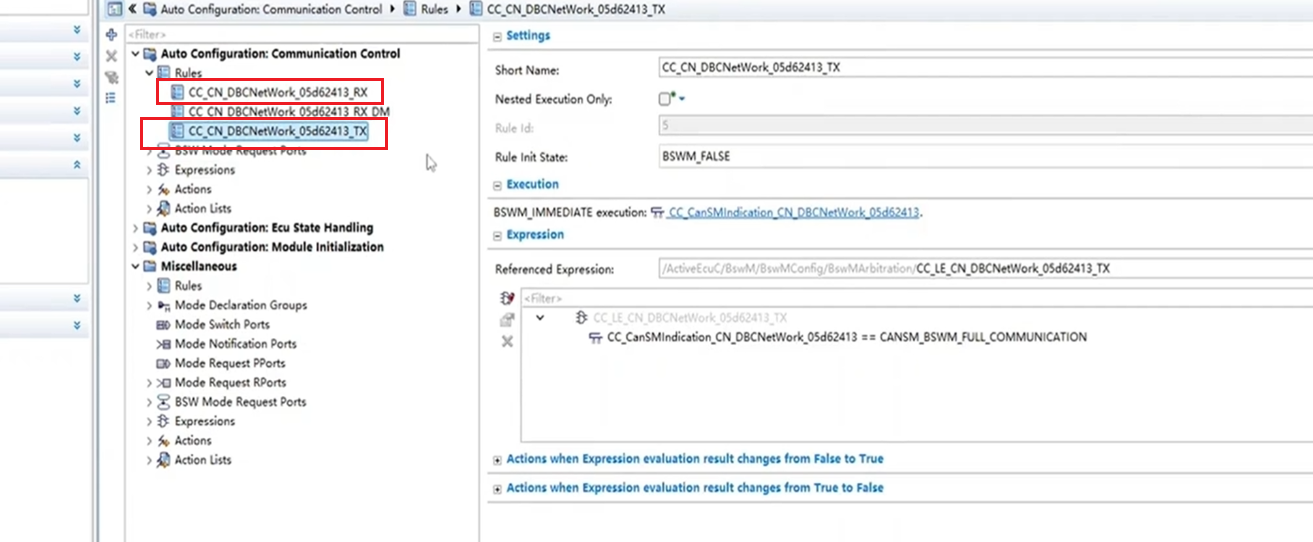 Auto Configuration: Communication Control Rules CC_CN_DBCNetWork_05d62413_TX
<Filter>
Auto Configuration: Communication Control
Rules
CC_CN_DBCNetWork_05d62413_RX
CC_CN_DBCNetWork_05d62413_RX_DM
CC_CN_DBCNetWork_05d62413_TX
BSW Mode Request Ports
Expressions
Actions
Action Lists
Auto Configuration: Ecu State Handling
Auto Configuration: Module Initialization
Miscellaneous
Rules
Mode Declaration Groups
Mode Switch Ports
Mode Notification Ports
Mode Request PPorts
Mode Request RPorts
BSW Mode Request Ports
Expressions
Actions
Action Lists
Settings
Short Name: CC_CN_DBCNetWork_05d62413_TX
Nested Execution Only:
Rule Id: 5
Rule Init State: BSWM_FALSE
Execution
BSWM_IMMEDIATE execution: CC_CanSMIndication_CN_DBCNetWork_05d62413.
Expression
Referenced Expression: /ActiveEcuC/BswM/BswMConfig/BswMArbitration/CC_LE_CN_DBCNetWork_05d62413_TX
<Filter>
CC_LE_CN_DBCNetWork_05d62413_TX
CC_CanSMIndication_CN_DBCNetWork_05d62413 == CANSM_BSWM_FULL_COMMUNICATION
Actions when Expression evaluation result changes from False to True
Actions when Expression evaluation result changes from True to False